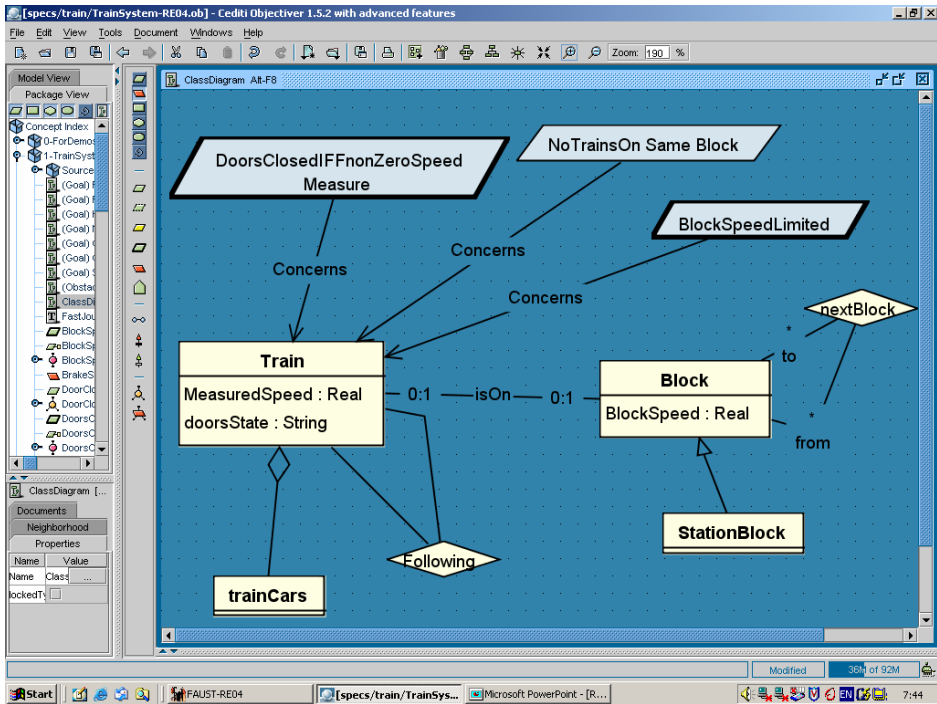 [specs/train/TrainSystem-RE04.ob] - Cediti Objectiver 1.5.2 with advanced features
File Edit View Tools Document Windows Help
Zoom: 190 %
Model View
Package View
Concept Index
0-ForDemo
1-TrainSyst
Source
(Goal)
(Goal)
(Goal)
(Goal)
(Goal)
(Goal)
(Goal)
(Obstac
ClassDi
FastJou
BlockSp
BlockSp
BlockSp
BrakeS
DoorClo
DoorClo
DoorsC
DoorsC
DoorsC
ClassDiagram [...
Documents
Neighborhood
Properties
Name Value
Name Class ...
lockedTy
ClassDiagram Alt-F8
DoorsClosedIFFnonZeroSpeed
Measure
NoTrainsOn Same Block
BlockSpeedLimited
Concerns
Concerns
Concerns
nextBlock
*
to
*
from
Train
MeasuredSpeed : Real
doorsState : String
0:1 isOn 0:1
Block
BlockSpeed : Real
StationBlock
Following
trainCars
Modified
36M of 92M
Start
FAUST-RE04
[specs/train/TrainSys...
Microsoft PowerPoint - [R...
EN
7:44